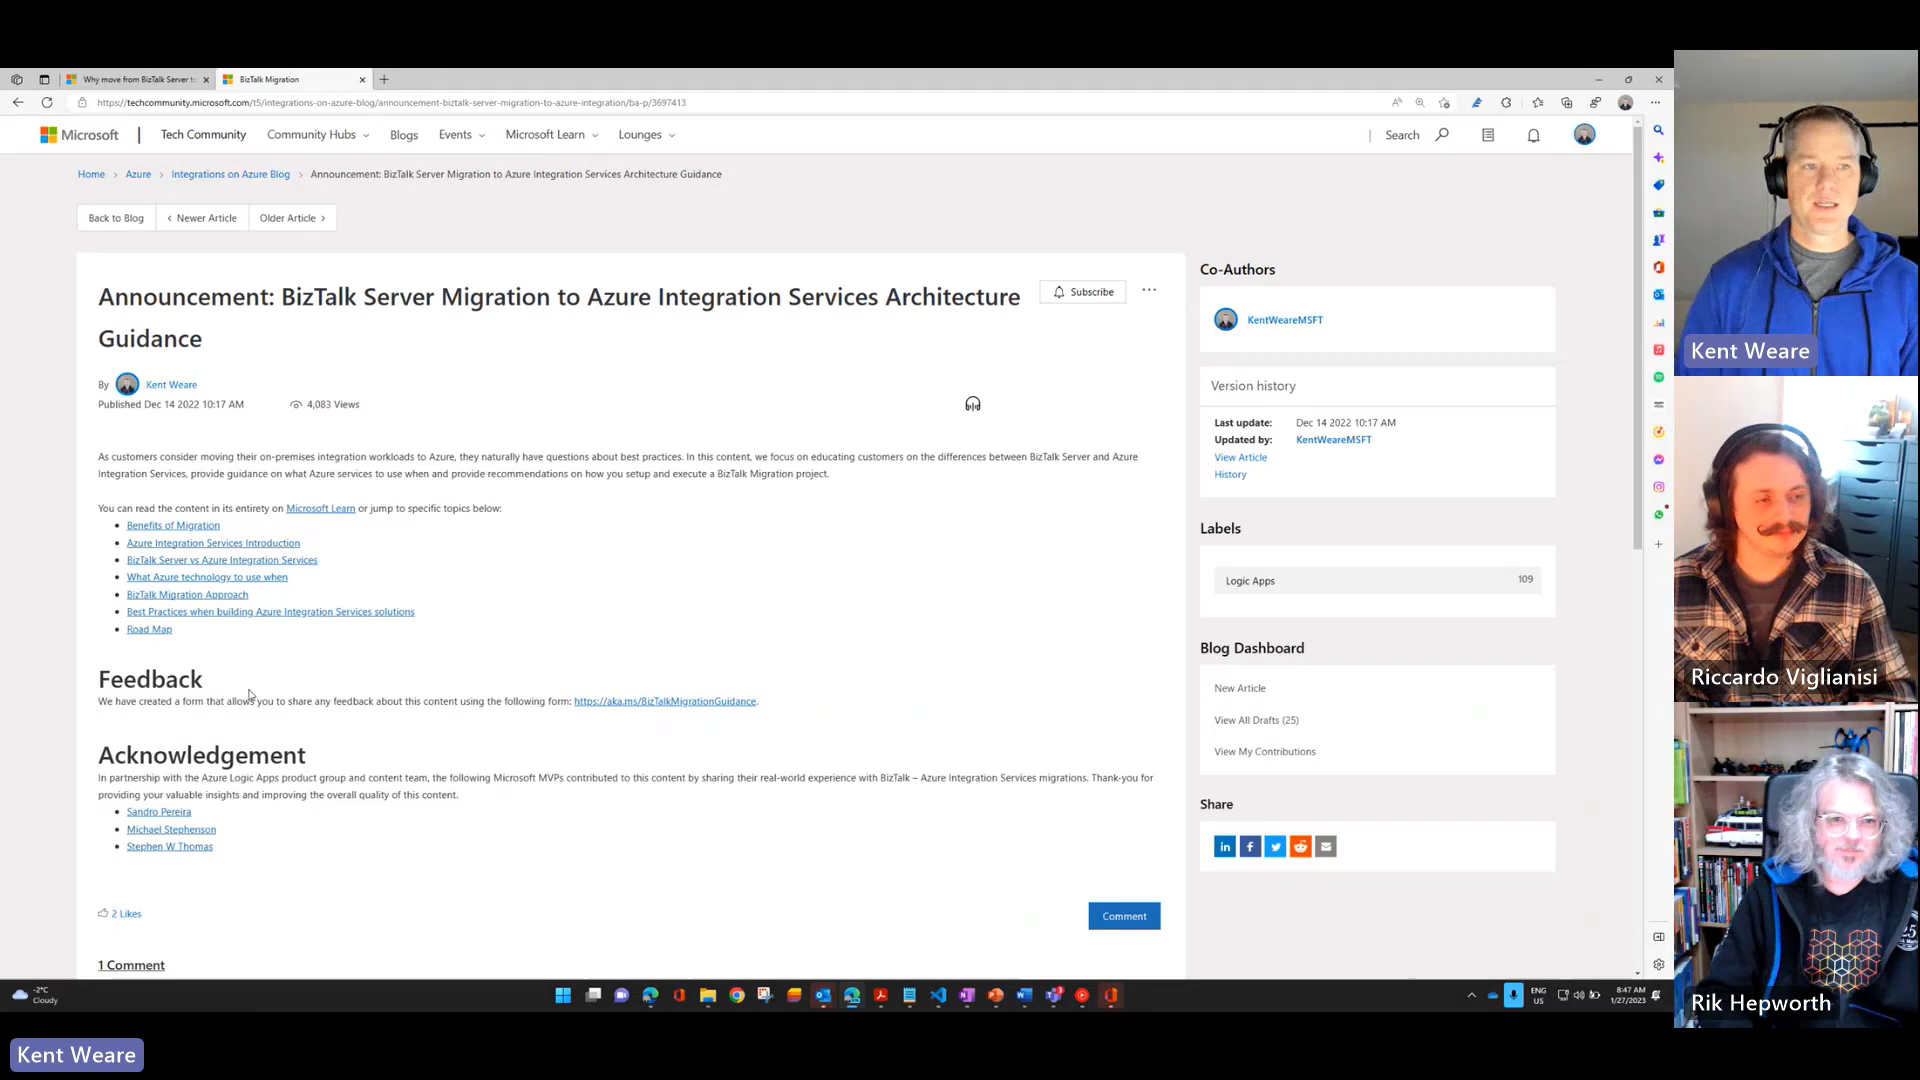 Why move from BizTalk Server to
BizTalk Migration
https://techcommunity.microsoft.com/t5/integrations-on-azure-blog/announcement-biztalk-server-migration-to-azure-integration/ba-p/3697413
Microsoft
Tech Community
Community Hubs
Blogs
Events
Microsoft Learn
Lounges
Search
Home > Azure > Integrations on Azure Blog > Announcement: BizTalk Server Migration to Azure Integration Services Architecture Guidance
Back to Blog
Newer Article
Older Article
Announcement: BizTalk Server Migration to Azure Integration Services Architecture
Guidance
Subscribe
By Kent Weare
Published Dec 14 2022 10:17 AM
4,083 Views
As customers consider moving their on-premises integration workloads to Azure, they naturally have questions about best practices. In this content, we focus on educating customers on the differences between BizTalk Server and Azure
Integration Services, provide guidance on what Azure services to use when and provide recommendations on how you setup and execute a BizTalk Migration project.
You can read the content in its entirety on Microsoft Learn or jump to specific topics below:
Benefits of Migration
Azure Integration Services Introduction
BizTalk Server vs Azure Integration Services
What Azure technology to use when
BizTalk Migration Approach
Best Practices when building Azure Integration Services solutions
Road Map
Feedback
We have created a form that allows you to share any feedback about this content using the following form: https://aka.ms/BizTalkMigrationGuidance.
Acknowledgement
In partnership with the Azure Logic Apps product group and content team, the following Microsoft MVPs contributed to this content by sharing their real-world experience with BizTalk – Azure Integration Services migrations. Thank-you for
providing your valuable insights and improving the overall quality of this content.
Sandro Pereira
Michael Stephenson
Stephen W Thomas
2 Likes
Comment
1 Comment
Co-Authors
KentWeareMSFT
Version history
Last update: Dec 14 2022 10:17 AM
Updated by: KentWeareMSFT
View Article
History
Labels
Logic Apps 109
Blog Dashboard
New Article
View All Drafts (25)
View My Contributions
Share
-2°C
Cloudy
ENG
US
8:47 AM
1/27/2023
Kent Weare
Riccardo Viglianisi
25
Rik Hepworth
Kent Weare